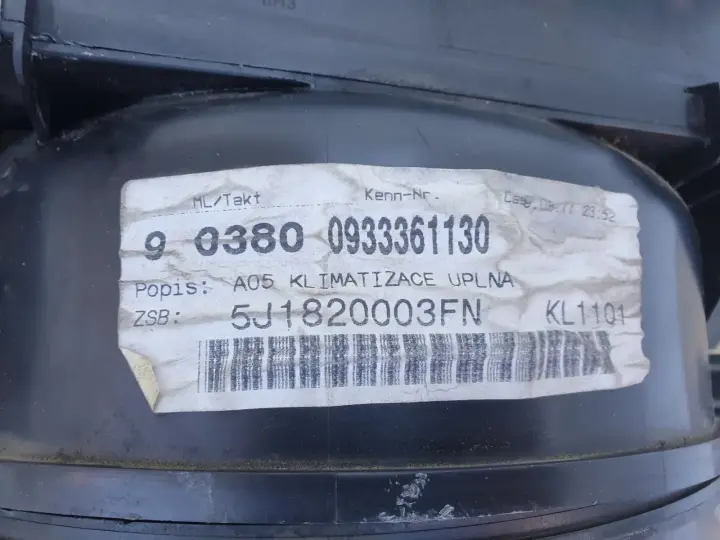 ML/Takt Kenn-Nr.
9 0380 0933361130
Popis: A05 KLIMATIZACE UPLNA
ZSB: 5J1820003FN KL1101